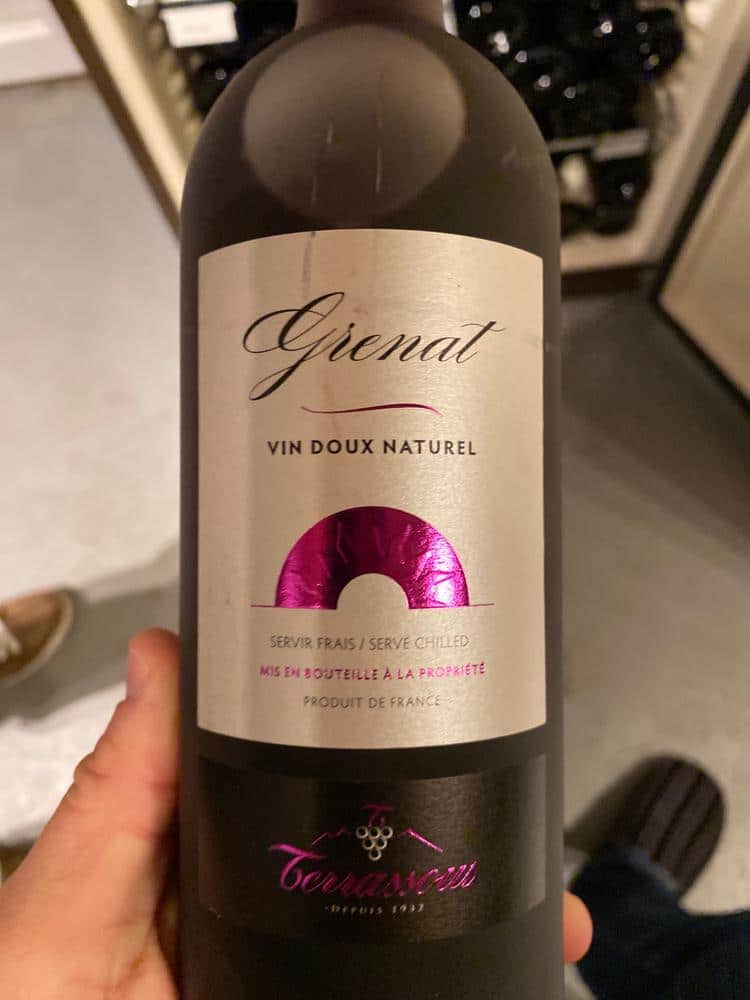 Grenat
VIN DOUX NATUREL
SERVIR FRAIS / SERVE CHILLED
MIS EN BOUTEILLE À LA PROPRIÉTÉ
PRODUIT DE FRANCE
Terrassous
·DEPUIS 1932